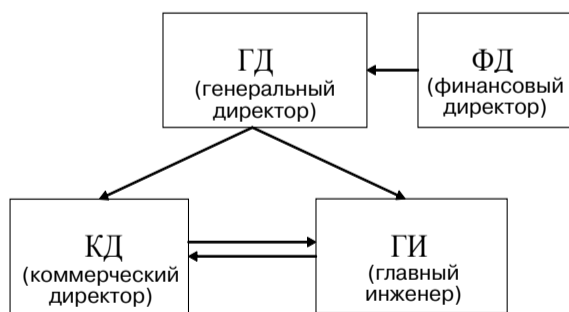 ГД
(генеральный
директор)
ФД
(финансовый
директор)
КД
(коммерческий
директор)
ГИ
(главный
инженер)